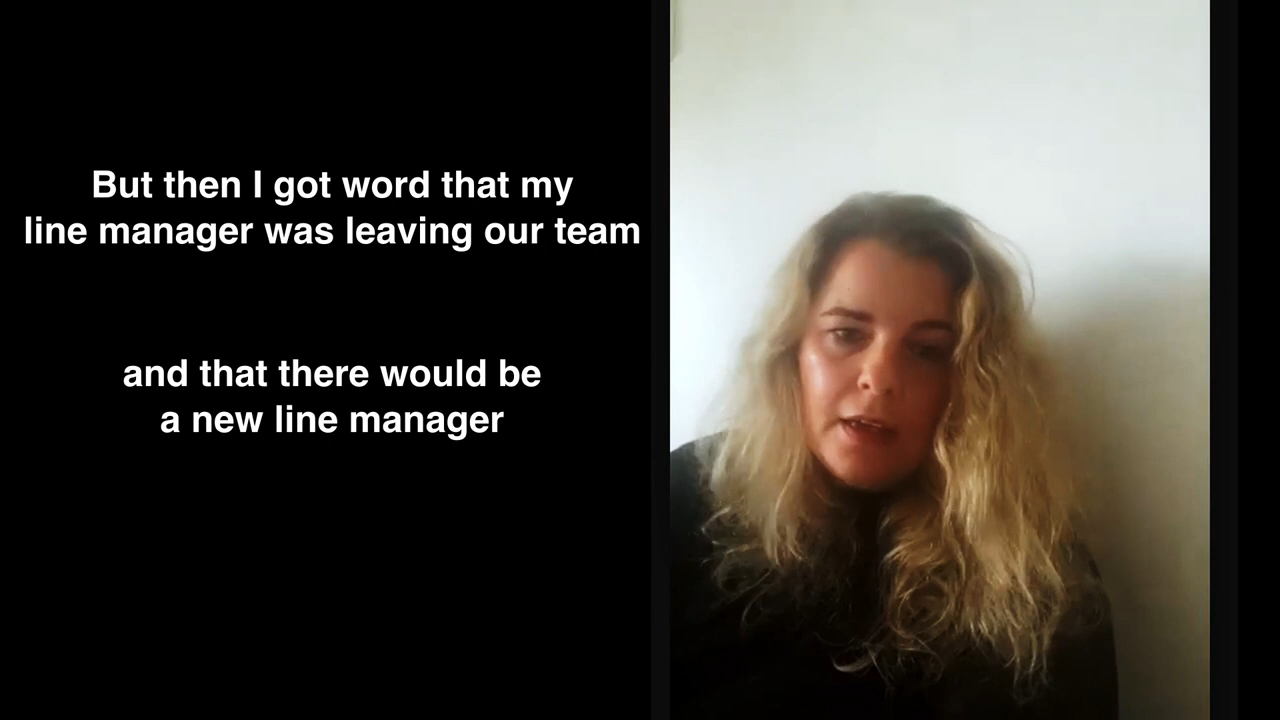 But then I got word that my
line manager was leaving our team
and that there would be
a new line manager